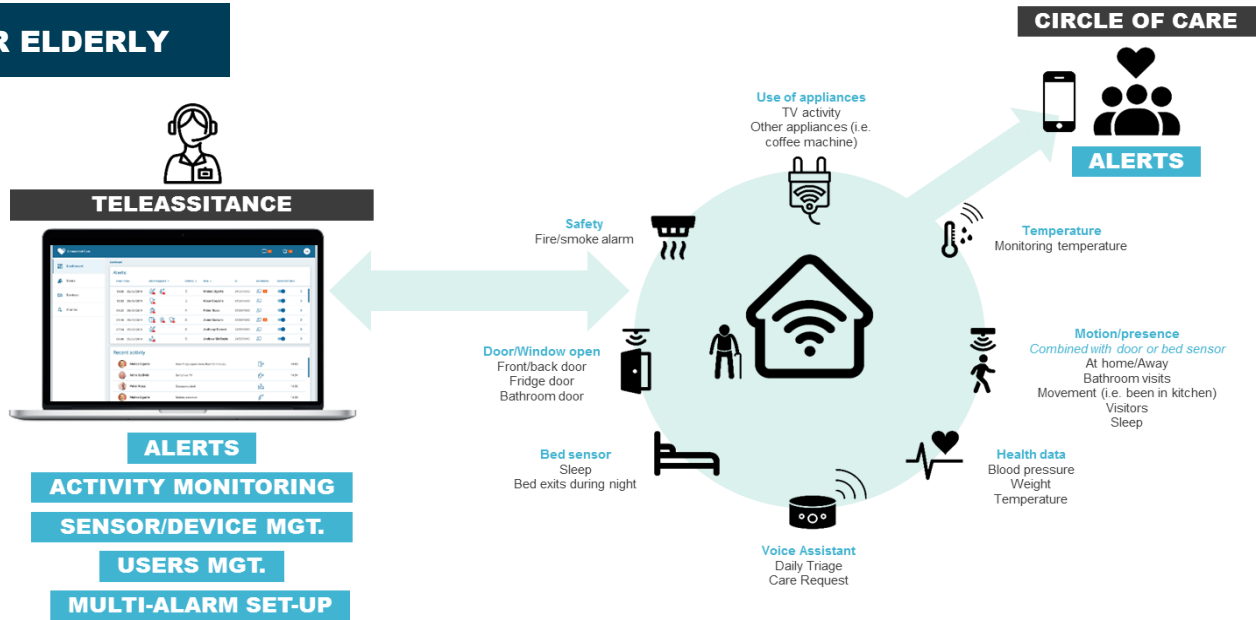 R ELDERLY
CIRCLE OF CARE
ALERTS
TELEASSITANCE
Alerts
Recent activity
ALERTS
ACTIVITY MONITORING
SENSOR/DEVICE MGT.
USERS MGT.
MULTI-ALARM SET-UP
Use of appliances
TV activity
Other appliances (i.e.
coffee machine)
Safety
Fire/smoke alarm
Temperature
Monitoring temperature
Door/Window open
Front/back door
Fridge door
Bathroom door
Motion/presence
Combined with door or bed sensor
At home/Away
Bathroom visits
Movement (i.e. been in kitchen)
Visitors
Sleep
Bed sensor
Sleep
Bed exits during night
Health data
Blood pressure
Weight
Temperature
Voice Assistant
Daily Triage
Care Request